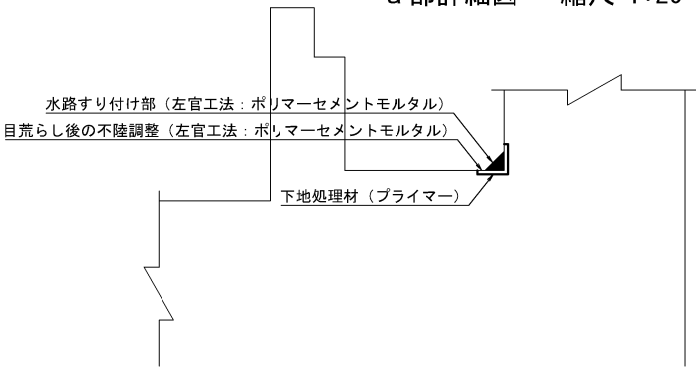 a部詳細図 縮尺 1:20
水路すり付け部（左官工法：ポリマーセメントモルタル）
目荒らし後の不陸調整（左官工法：ポリマーセメントモルタル）
下地処理材（プライマー）